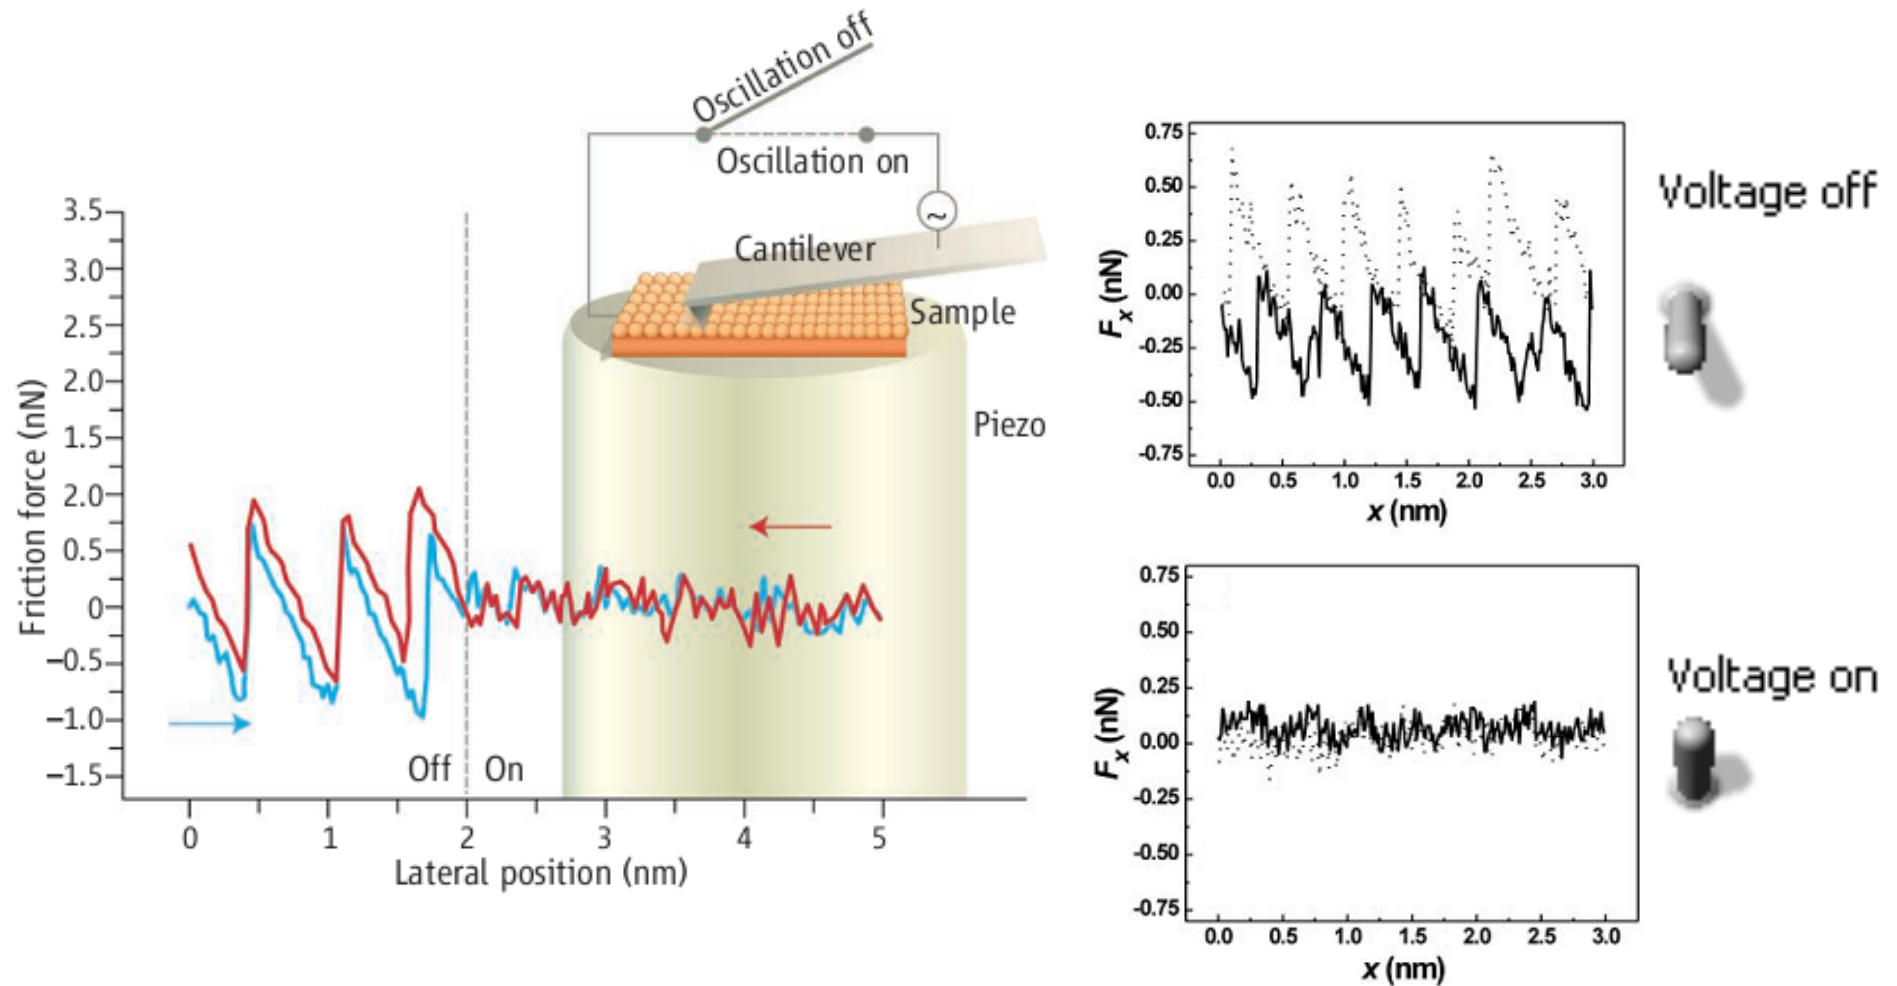 Oscillation off
Oscillation on
~
Cantilever
Sample
Piezo
Friction force (nN)
3.5
3.0
2.5
2.0
1.5
2.0
0.5
0
−0.5
−1.0
−1.5
Off On
0 1 2 3 4 5
Lateral position (nm)
Voltage off
Fx (nN)
0.75
0.50
0.25
0.00
-0.25
-0.50
-0.75
0.0 0.5 1.0 1.5 2.0 2.5 3.0
x (nm)
Voltage on
Fx (nN)
0.75
0.50
0.25
0.00
-0.25
-0.50
-0.75
0.0 0.5 1.0 1.5 2.0 2.5 3.0
x (nm)